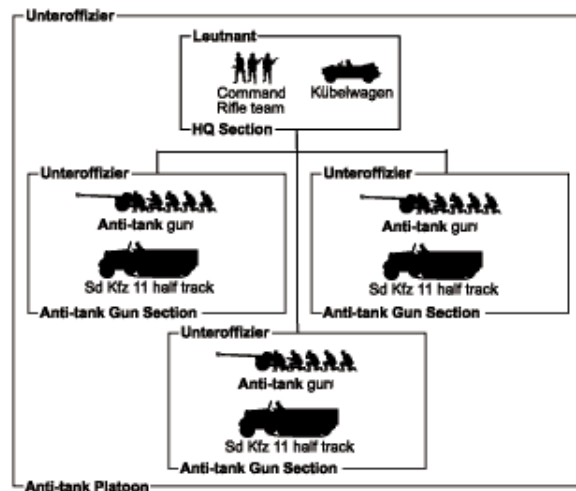 Unteroffizier
Leutnant
Command
Rifle team
Kübelwagen
HQ Section
Unteroffizier
Anti-tank gun
Sd Kfz 11 half track
Anti-tank Gun Section
Unteroffizier
Anti-tank gun
Sd Kfz 11 half track
Anti-tank Gun Section
Unteroffizier
Anti-tank gun
Sd Kfz 11 half track
Anti-tank Gun Section
Anti-tank Platoon